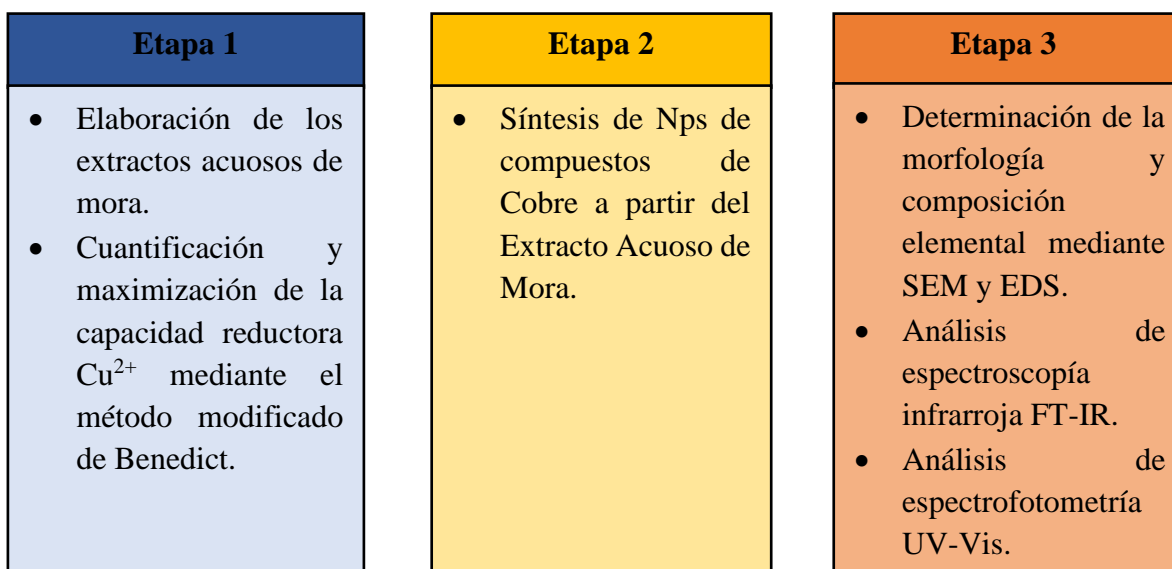 Etapa 1
• Elaboración de los
extractos acuosos de
mora.
• Cuantificación y
maximización de la
capacidad reductora
Cu²⁺ mediante el
método modificado
de Benedict.
Etapa 2
• Síntesis de Nps de
compuestos de
Cobre a partir del
Extracto Acuoso de
Mora.
Etapa 3
• Determinación de la
morfología y
composición
elemental mediante
SEM y EDS.
• Análisis de
espectroscopía
infrarroja FT-IR.
• Análisis de
espectrofotometría
UV-Vis.